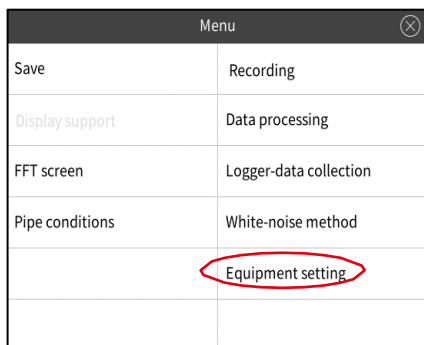 Menu
Save
Recording
Display support
Data processing
FFT screen
Logger-data collection
Pipe conditions
White-noise method
Equipment setting